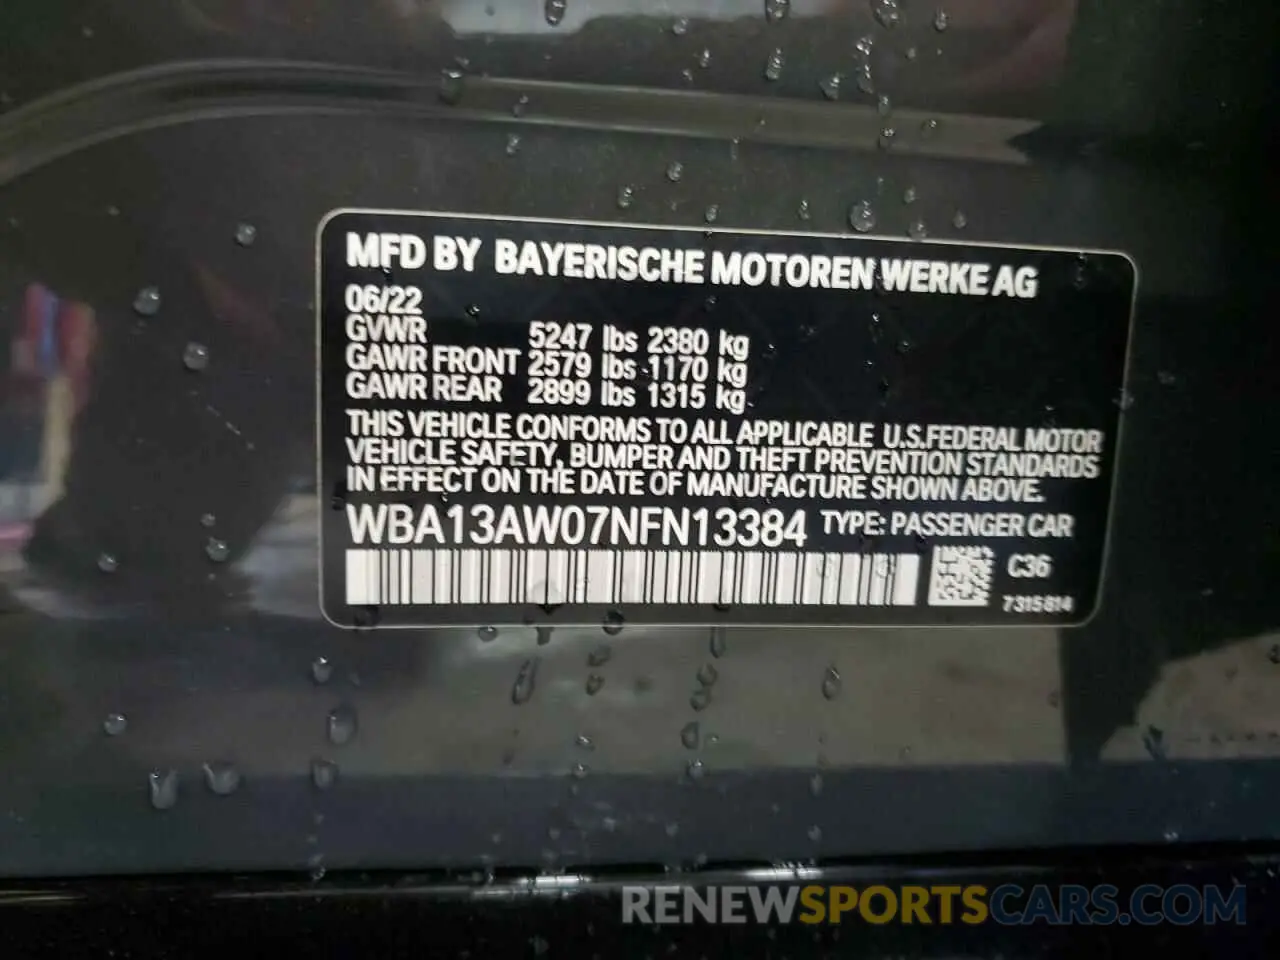 MFD BY BAYERISCHE MOTOREN WERKE AG
06/22
GVWR 5247 lbs 2380 kg
GAWR FRONT 2579 lbs 1170 kg
GAWR REAR 2899 lbs 1315 kg
THIS VEHICLE CONFORMS TO ALL APPLICABLE U.S.FEDERAL MOTOR
VEHICLE SAFETY, BUMPER AND THEFT PREVENTION STANDARDS
IN EFFECT ON THE DATE OF MANUFACTURE SHOWN ABOVE.
WBA13AW07NFN13384 TYPE: PASSENGER CAR
C36
7315814
RENEWSPORTSCARS.COM